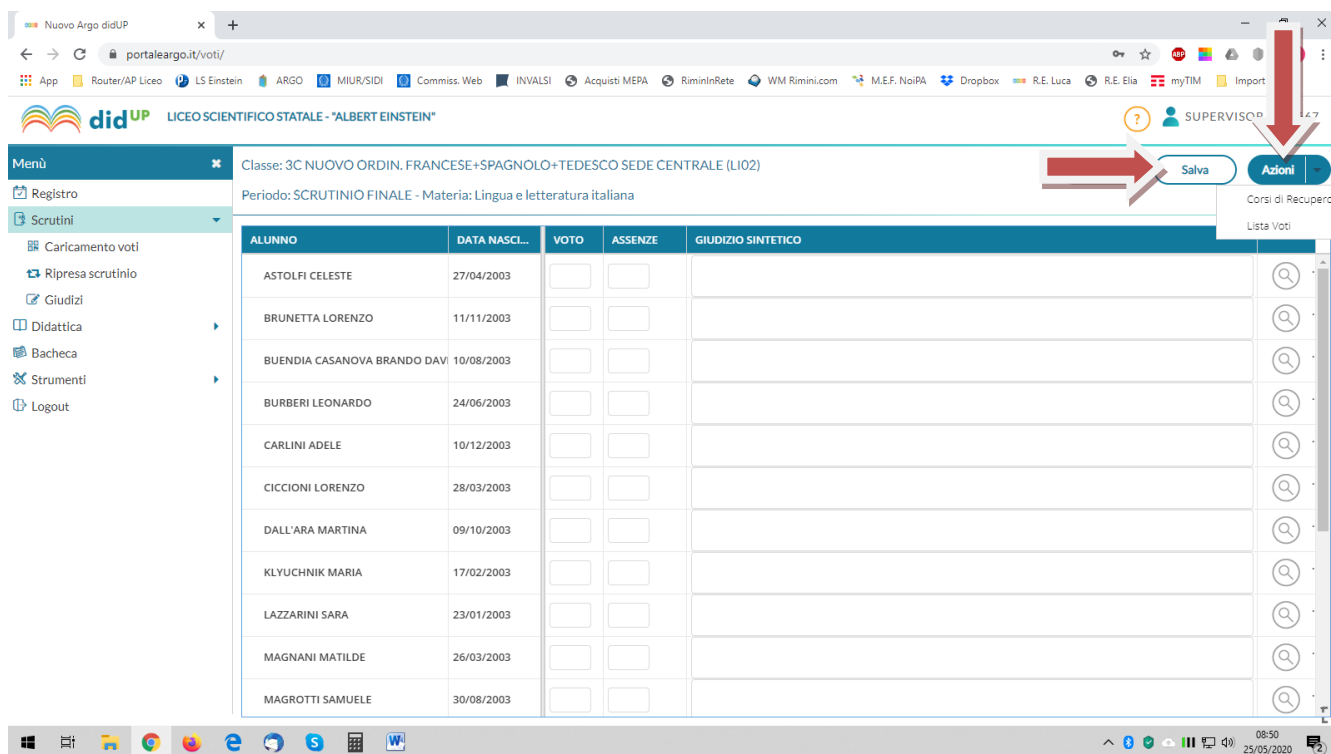 Nuovo Argo didUP
portaleargo.it/voti/
ABP
App Router/AP Liceo LS Einstein ARGO MIUR/SIDI Commiss. Web INVALSI Acquisti MEPA RiminInRete WM Rimini.com M.E.F. NoiPA Dropbox R.E. Luca R.E. Elia myTIM
didUP LICEO SCIENTIFICO STATALE - "ALBERT EINSTEIN"
?
Menù
Classe: 3C NUOVO ORDIN. FRANCESE+SPAGNOLO+TEDESCO SEDE CENTRALE (LI02)
Salva
Azioni
Registro
Periodo: SCRUTINIO FINALE - Materia: Lingua e letteratura italiana
Corsi di Recupero
Lista Voti
Scrutini
Caricamento voti
Ripresa scrutinio
Giudizi
Didattica
Bacheca
Strumenti
Logout
ALUNNO DATA NASCI... VOTO ASSENZE GIUDIZIO SINTETICO
ASTOLFI CELESTE 27/04/2003
BRUNETTA LORENZO 11/11/2003
BUENDIA CASANOVA BRANDO DAVI 10/08/2003
BURBERI LEONARDO 24/06/2003
CARLINI ADELE 10/12/2003
CICCIONI LORENZO 28/03/2003
DALL'ARA MARTINA 09/10/2003
KLYUCHNIK MARIA 17/02/2003
LAZZARINI SARA 23/01/2003
MAGNANI MATILDE 26/03/2003
MAGROTTI SAMUELE 30/08/2003
08:50
25/05/2020